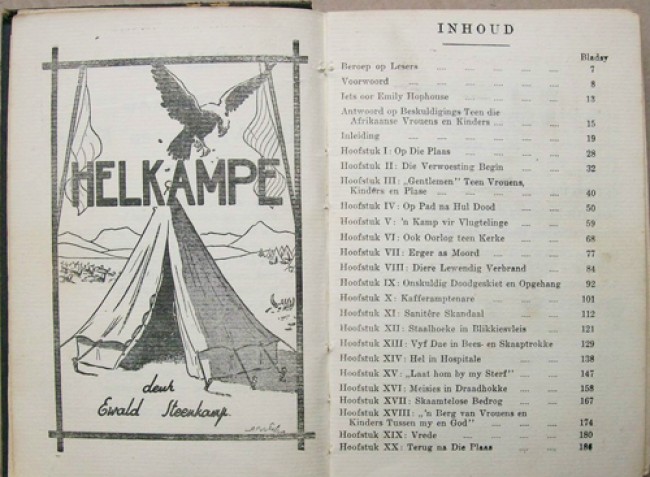 HELKAMPE
deur
Ewald Steenkamp.
INHOUD
Bladsy
Beroep op Lesers 7
Voorwoord 8
Iets oor Emily Hophouse 13
Antwoord op Beskuldigings Teen die
Afrikaanse Vrouens en Kinders 15
Inleiding 19
Hoofstuk I: Op Die Plaas 28
Hoofstuk II: Die Verwoesting Begin 32
Hoofstuk III: „Gentlemen" Teen Vrouens,
Kinders en Plase 40
Hoofstuk IV: Op Pad na Hul Dood 50
Hoofstuk V: 'n Kamp vir Vlugtelinge 59
Hoofstuk VI: Ook Oorlog teen Kerke 68
Hoofstuk VII: Erger as Moord 77
Hoofstuk VIII: Diere Lewendig Verbrand 84
Hoofstuk IX: Onskuldig Doodgeskiet en Opgehang 92
Hoofstuk X: Kafferamptenare 101
Hoofstuk XI: Sanitêre Skandaal 112
Hoofstuk XII: Staalhoef in Blikkiesvleis 121
Hoofstuk XIII: Vyf Dae in Bees- en Skaaptrokke 129
Hoofstuk XIV: Hel in Hospitale 138
Hoofstuk XV: „Laat hom by my Sterf" 147
Hoofstuk XVI: Meisies in Draadhokke 158
Hoofstuk XVII: Skaamtelose Bedrog 167
Hoofstuk XVIII: „'n Berg van Vrouens en
Kinders Tussen my en God" 174
Hoofstuk XIX: Vrede 180
Hoofstuk XX: Terug na Die Plaas